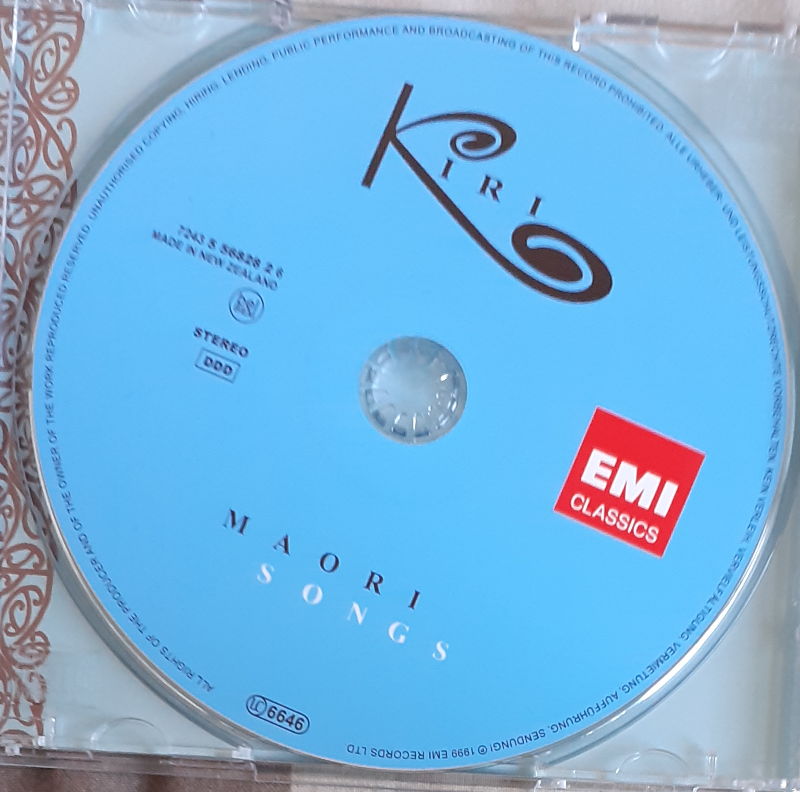 KIRI
7243 5 56828 2 6
MADE IN NEW ZEALAND
STEREO
DDD
EMI
CLASSICS
MAORI
SONGS
LC 6646
ALL RIGHTS OF THE PRODUCER AND OF THE OWNER OF THE WORK REPRODUCED RESERVED. UNAUTHORISED COPYING, HIRING, LENDING, PUBLIC PERFORMANCE AND BROADCASTING OF THIS RECORD PROHIBITED. ALLE URHEBER- UND LEISTUNGSSCHUTZRECHTE VORBEHALTEN. KEIN VERLEIH, VERVIELFÄLTIGUNG, VERMIETUNG, AUFFÜHRUNG, SENDUNG! ℗ 1999 EMI RECORDS LTD